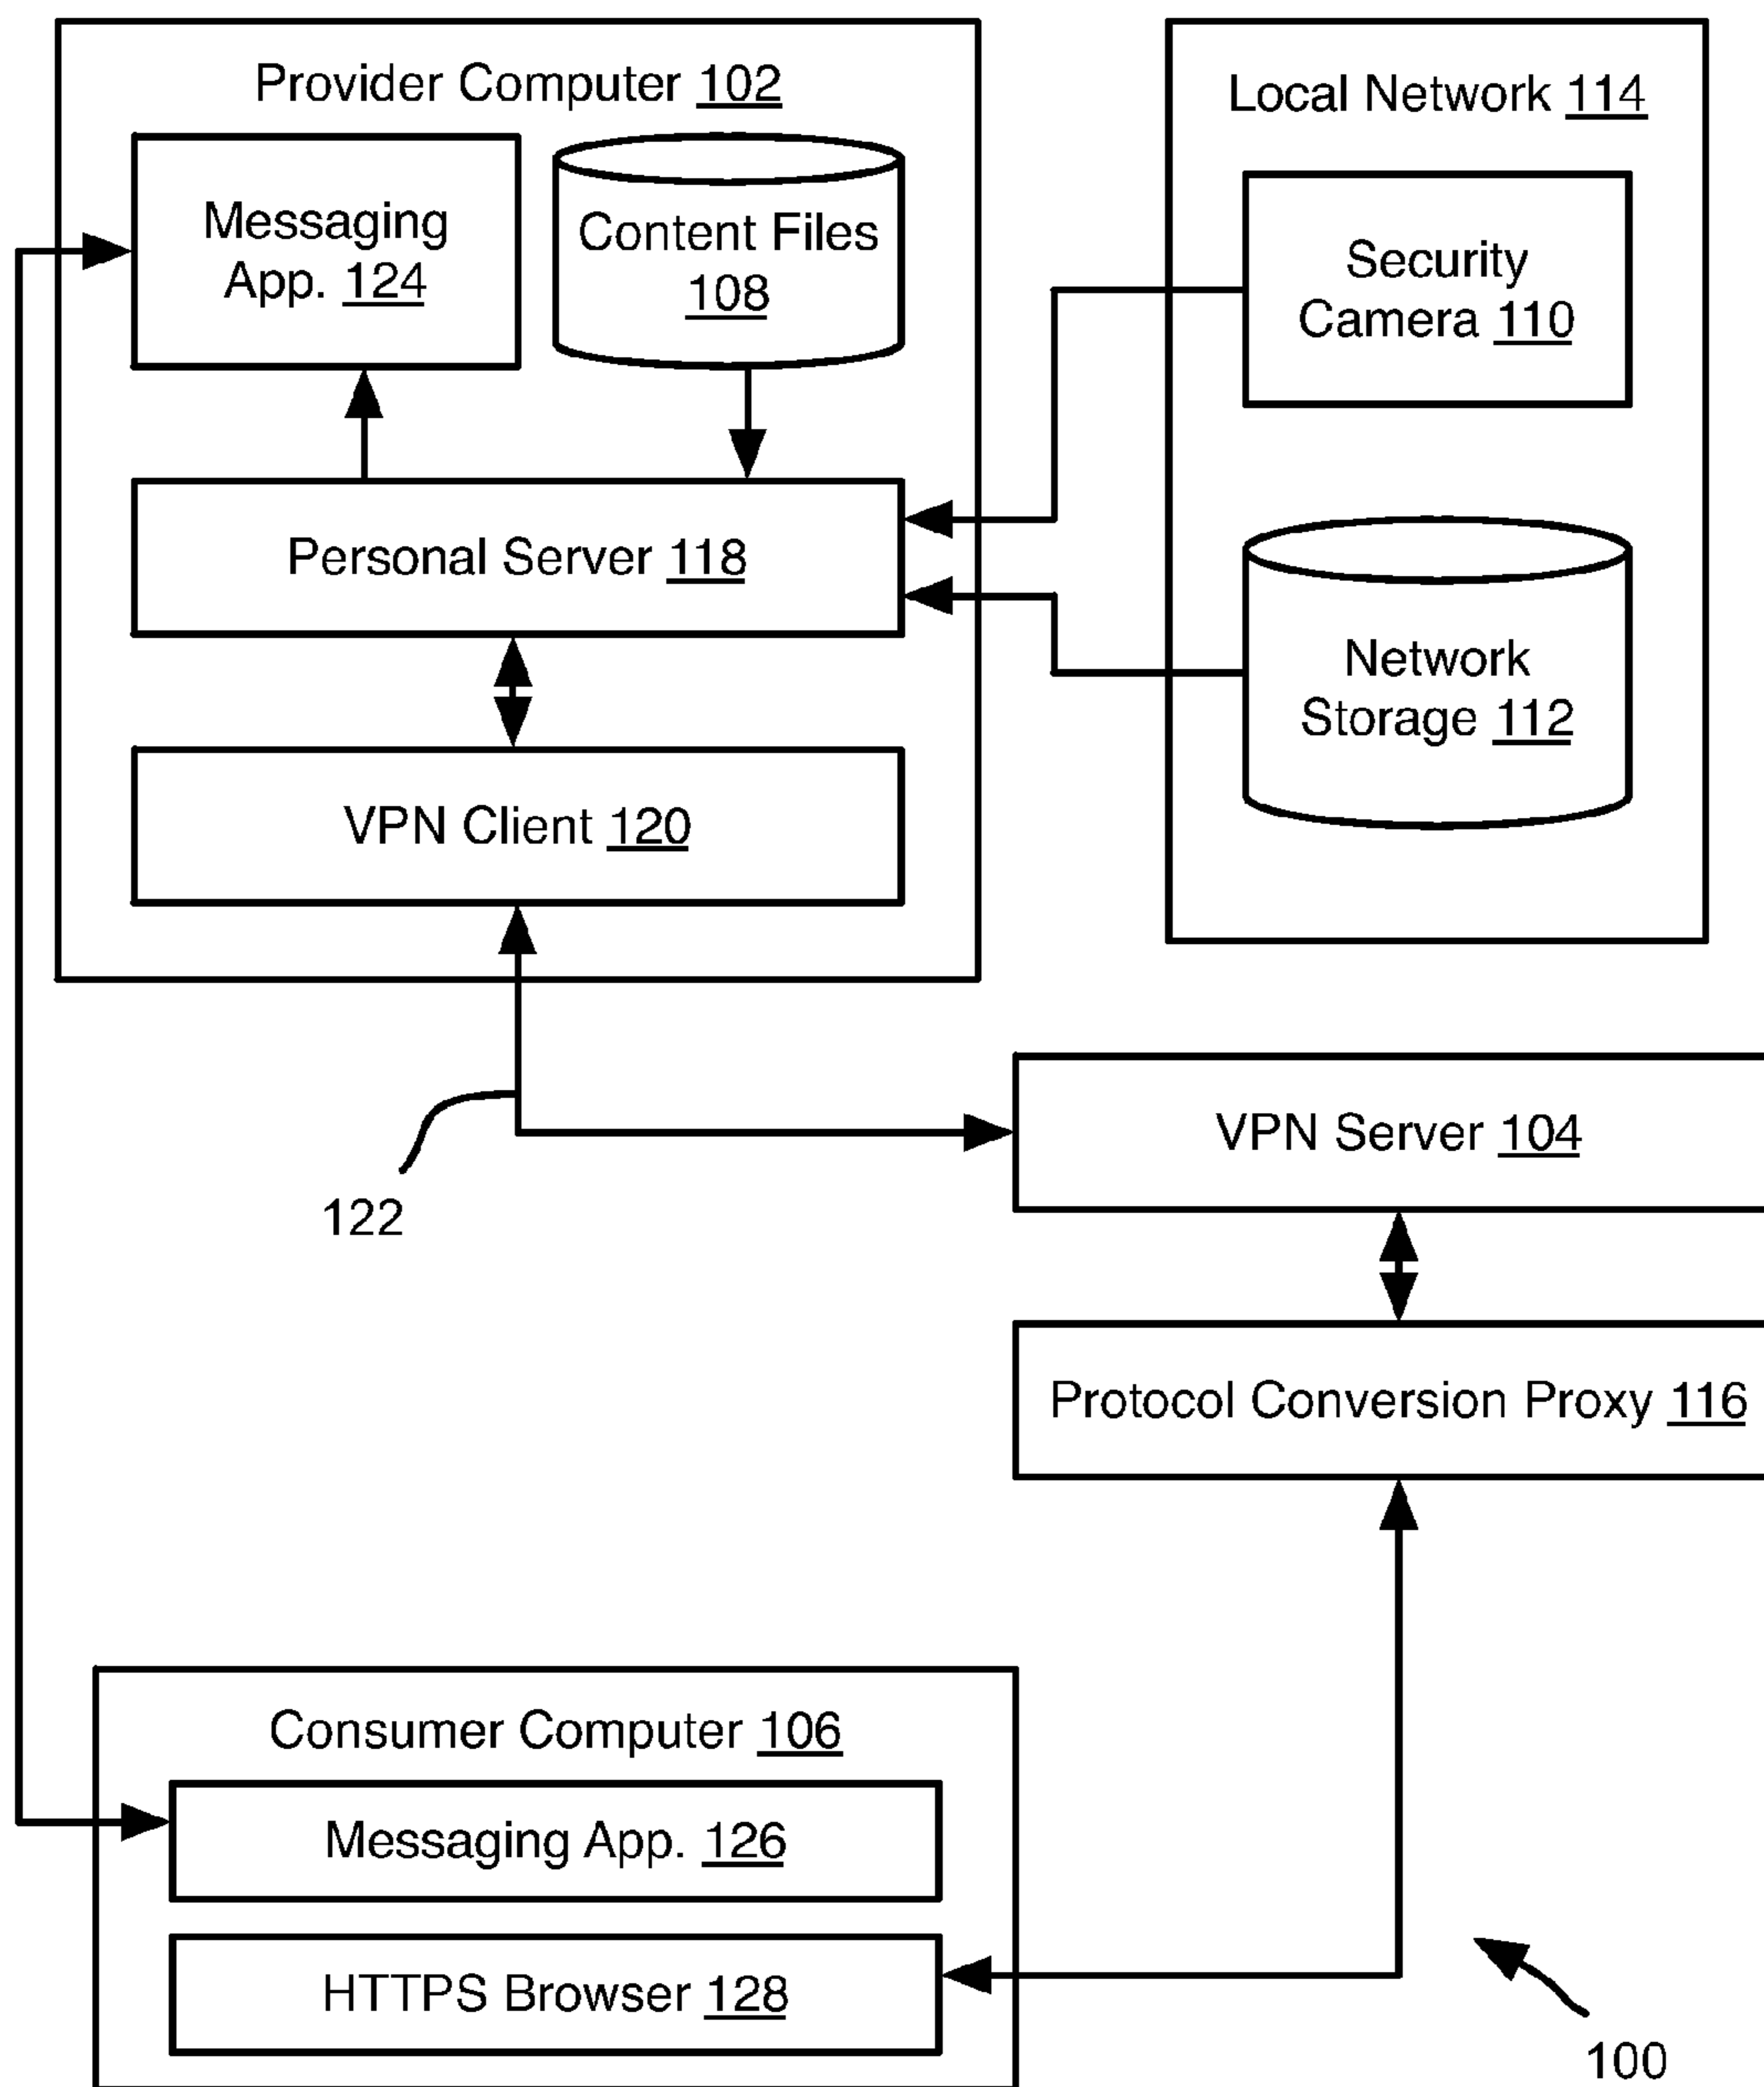 Provider Computer 102
Messaging
App. 124
Content Files
108
Personal Server 118
VPN Client 120
Local Network 114
Security
Camera 110
Network
Storage 112
122
VPN Server 104
Protocol Conversion Proxy 116
Consumer Computer 106
Messaging App. 126
HTTPS Browser 128
100